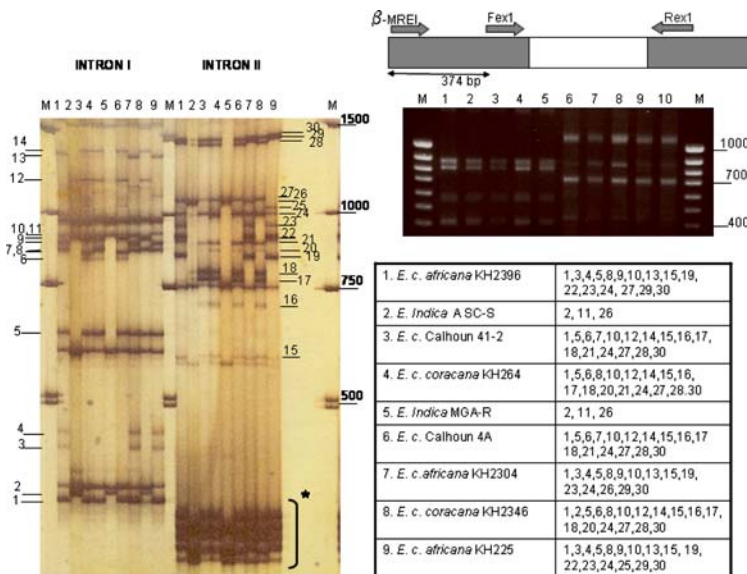 INTRON I
INTRON II
M 1 2 3 4 5 6 7 8 9
M 1 2 3 4 5 6 7 8 9
M
1500
1000
750
500
14
13
12
10,11
9
7,8
6
5
4
3
2
1
30
29
28
27
26
25
24
23
22
21
20
19
18
17
16
15
*
β-MREI
Fex1
Rex1
374 bp
M 1 2 3 4 5 6 7 8 9 10 M
1000
700
400
1. E. c. africana KH2396
1,3,4,5,8,9,10,13,15,19,
22,23,24, 27,29,30
2. E. Indica ASC-S
2, 11, 26
3. E. c. Calhoun 41-2
1,5,6,7,10,12,14,15,16,17,
18,21,24,27,28,30
4. E. c. coracana KH264
1,5,6,8,10,12,14,15,16,
17,18,20,21,24,27,28.30
5. E. Indica MGA-R
2, 11, 26
6. E. c. Calhoun 4A
1,5,6,7,10,12,14,15,16,17
18,21,24,27,28,30
7. E. c.africana KH2304
1,3,4,5,8,9,10,13,15,19,
23,24,26,29,30
8. E. c. coracana KH2346
1,2,5,6,8,10,12,14,15,16,17,
18,20,24,27,28,30
9. E. c. africana KH225
1,3,4,5,8,9,10,13,15, 19,
22,23,24,25,29,30